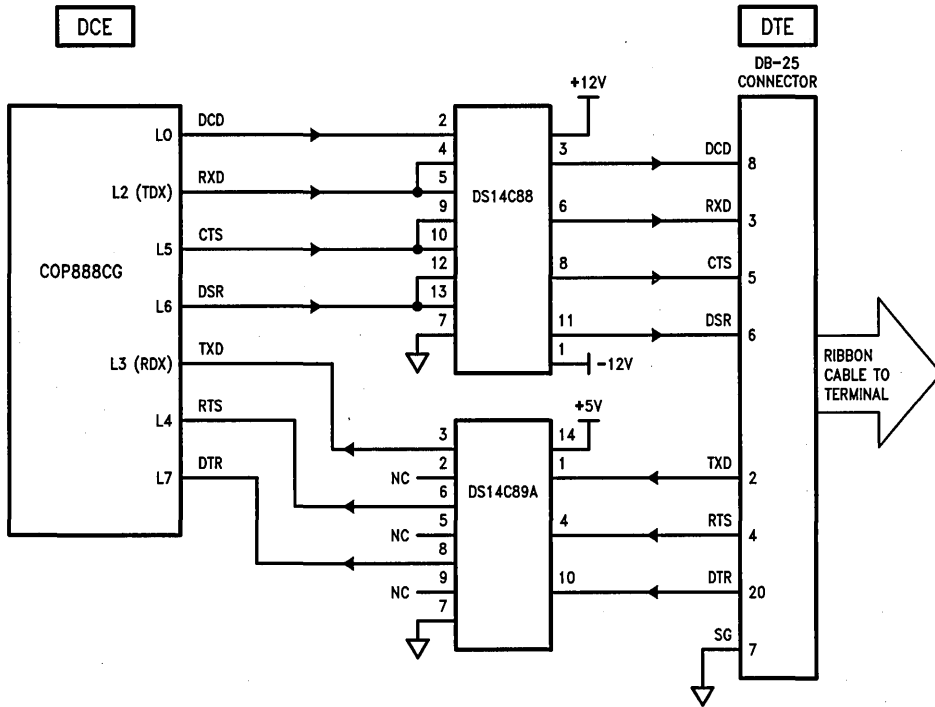 DCE
DTE
DB-25
CONNECTOR
COP888CG
L0
L2 (TDX)
L5
L6
L3 (RDX)
L4
L7
DCD
RXD
CTS
DSR
TXD
RTS
DTR
2
4
5
9
10
12
13
7
DS14C88
+12V
3
6
8
11
1
-12V
3
2
NC
6
5
NC
8
9
NC
7
DS14C89A
+5V
14
1
4
10
DCD
8
RXD
3
CTS
5
DSR
6
TXD
2
RTS
4
DTR
20
SG
7
RIBBON
CABLE TO
TERMINAL